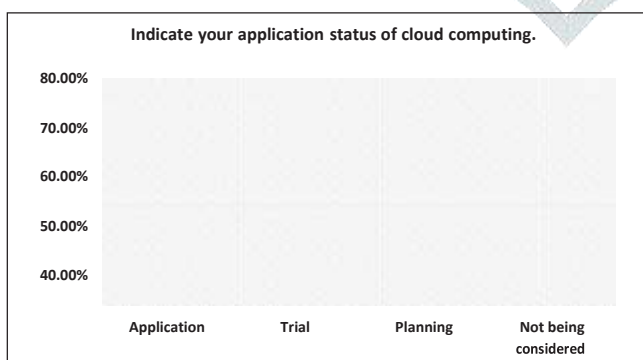 Indicate your application status of cloud computing.
80.00%
70.00%
60.00%
50.00%
40.00%
Application Trial Planning Not being
considered